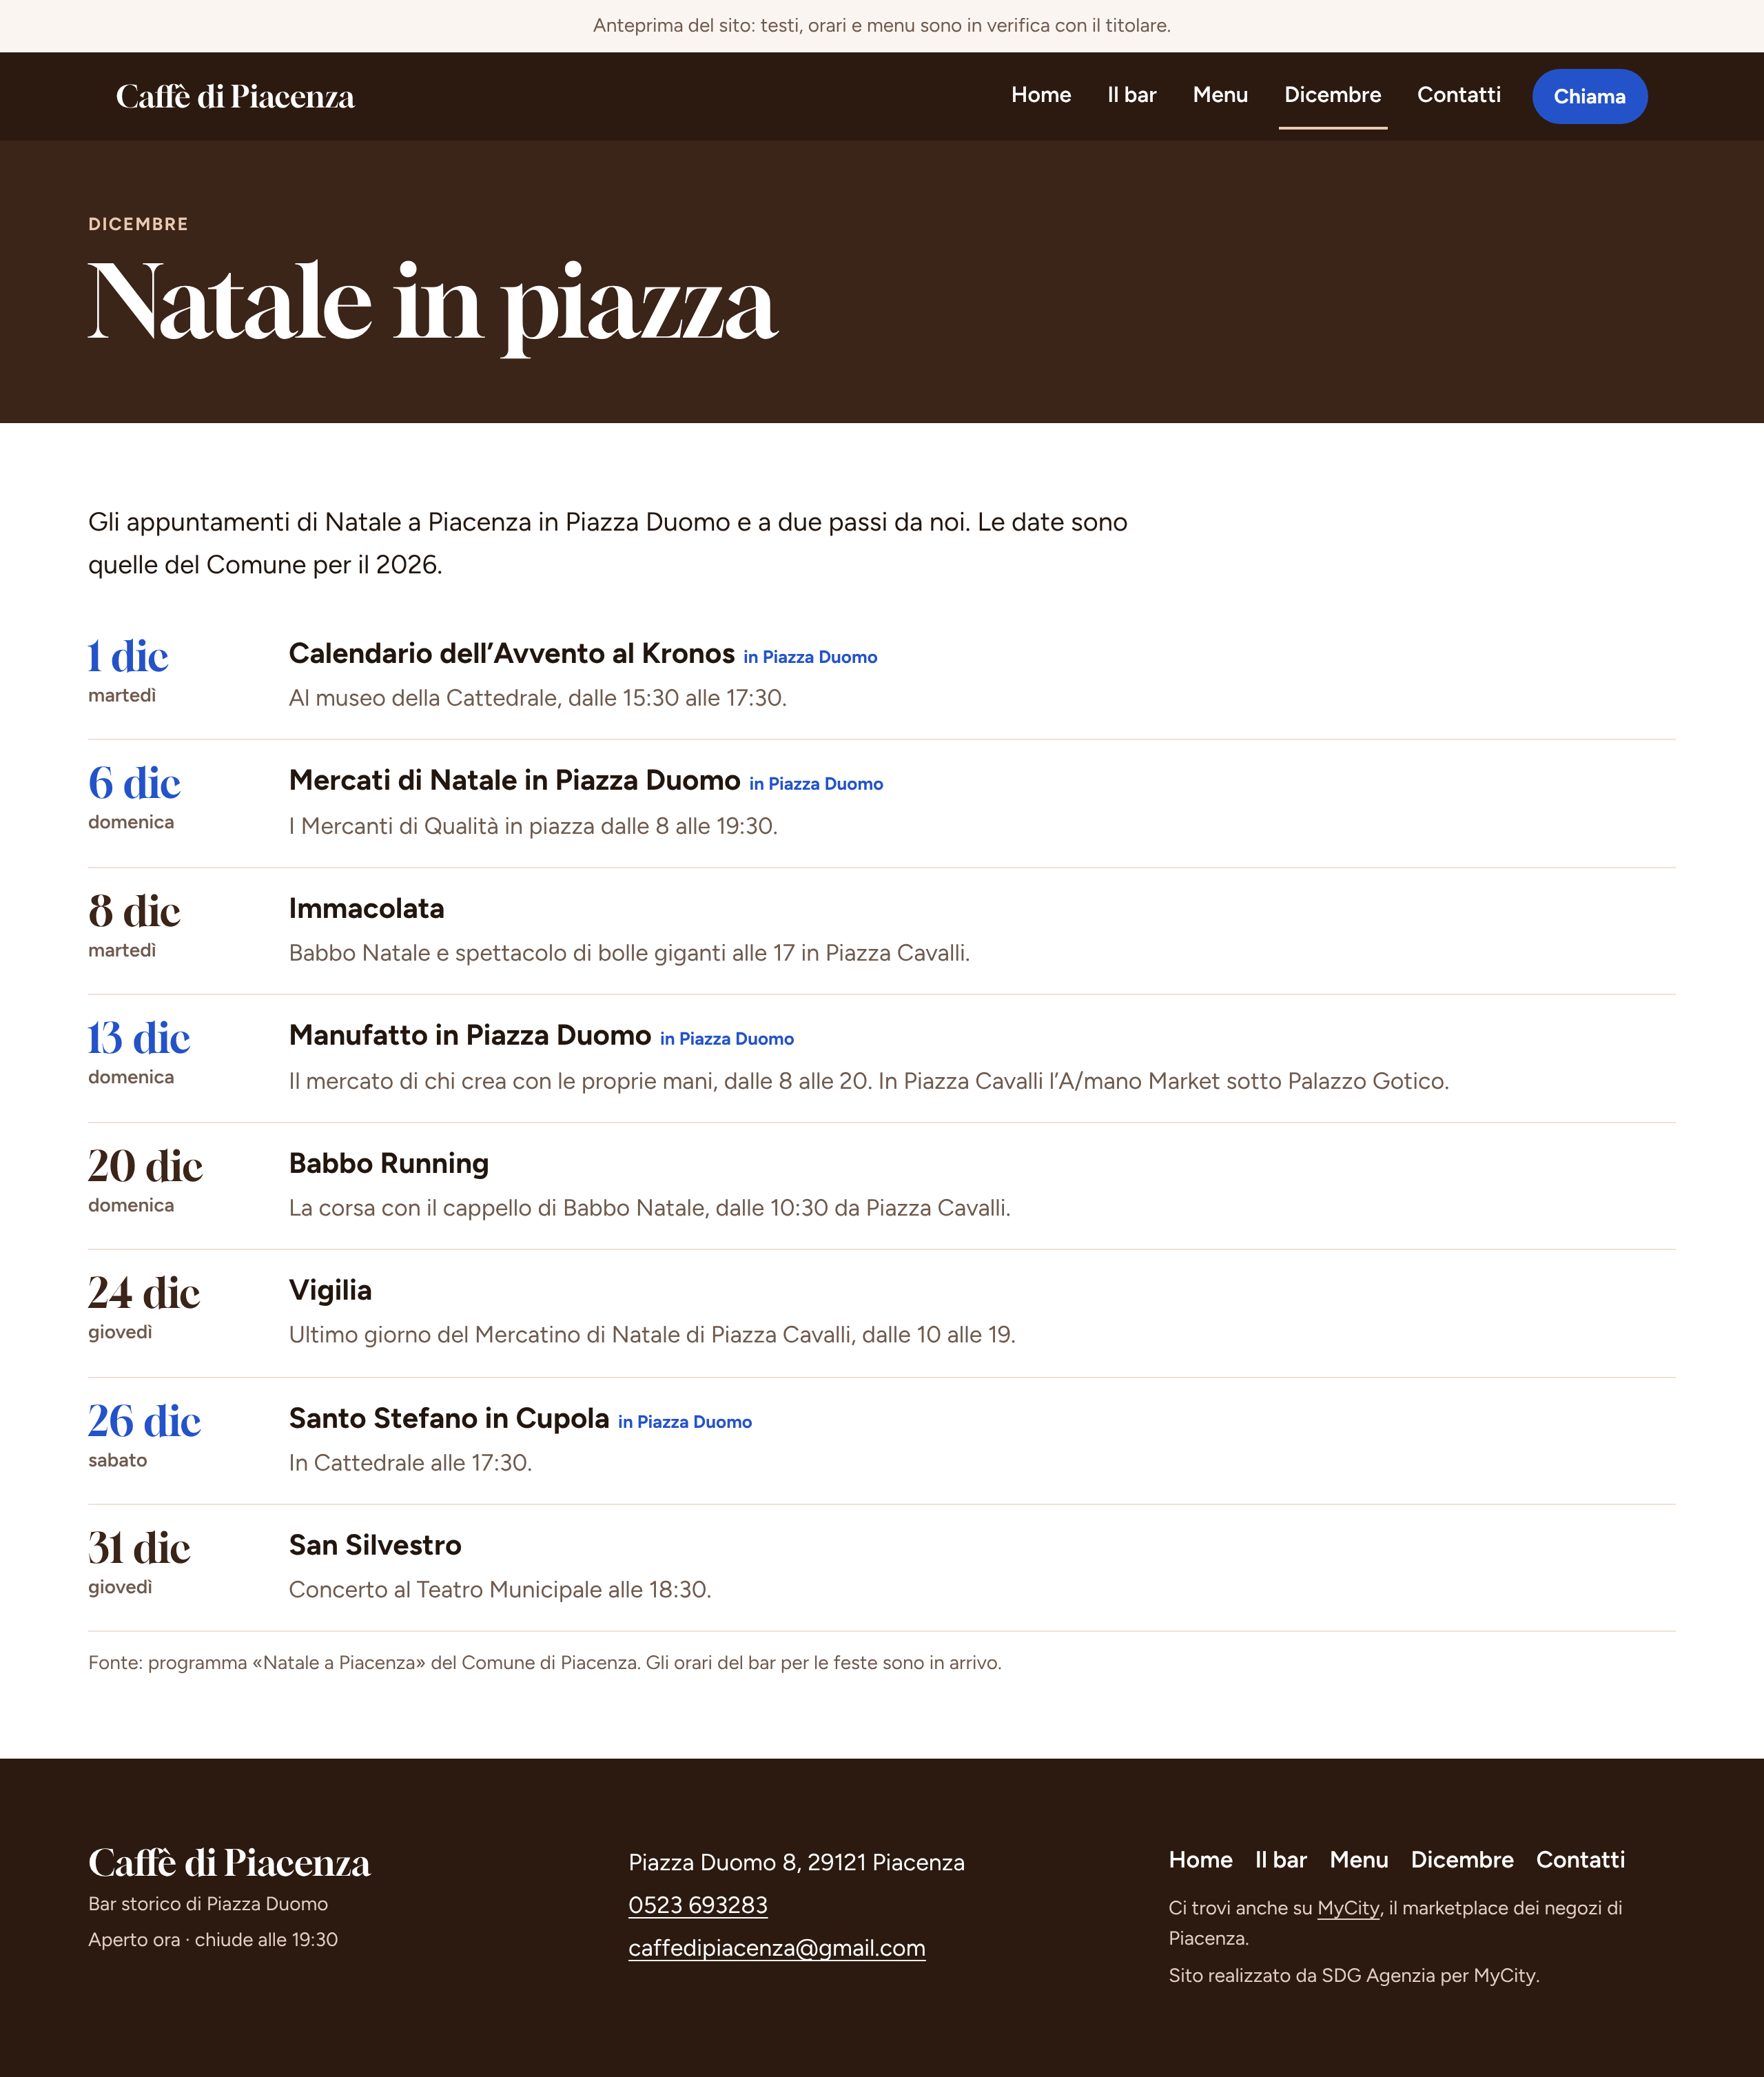 Anteprima del sito: testi, orari e menu sono in verifica con il titolare.
Caffè di Piacenza
Home Il bar Menu Dicembre Contatti Chiama
DICEMBRE
Natale in piazza
Gli appuntamenti di Natale a Piacenza in Piazza Duomo e a due passi da noi. Le date sono
quelle del Comune per il 2026.
1 dic
martedì
Calendario dell’Avvento al Kronos in Piazza Duomo
Al museo della Cattedrale, dalle 15:30 alle 17:30.
6 dic
domenica
Mercati di Natale in Piazza Duomo in Piazza Duomo
I Mercanti di Qualità in piazza dalle 8 alle 19:30.
8 dic
martedì
Immacolata
Babbo Natale e spettacolo di bolle giganti alle 17 in Piazza Cavalli.
13 dic
domenica
Manufatto in Piazza Duomo in Piazza Duomo
Il mercato di chi crea con le proprie mani, dalle 8 alle 20. In Piazza Cavalli l’A/mano Market sotto Palazzo Gotico.
20 dic
domenica
Babbo Running
La corsa con il cappello di Babbo Natale, dalle 10:30 da Piazza Cavalli.
24 dic
giovedì
Vigilia
Ultimo giorno del Mercatino di Natale di Piazza Cavalli, dalle 10 alle 19.
26 dic
sabato
Santo Stefano in Cupola in Piazza Duomo
In Cattedrale alle 17:30.
31 dic
giovedì
San Silvestro
Concerto al Teatro Municipale alle 18:30.
Fonte: programma «Natale a Piacenza» del Comune di Piacenza. Gli orari del bar per le feste sono in arrivo.
Caffè di Piacenza
Bar storico di Piazza Duomo
Aperto ora · chiude alle 19:30
Piazza Duomo 8, 29121 Piacenza
0523 693283
caffedipiacenza@gmail.com
Home Il bar Menu Dicembre Contatti
Ci trovi anche su MyCity, il marketplace dei negozi di
Piacenza.
Sito realizzato da SDG Agenzia per MyCity.